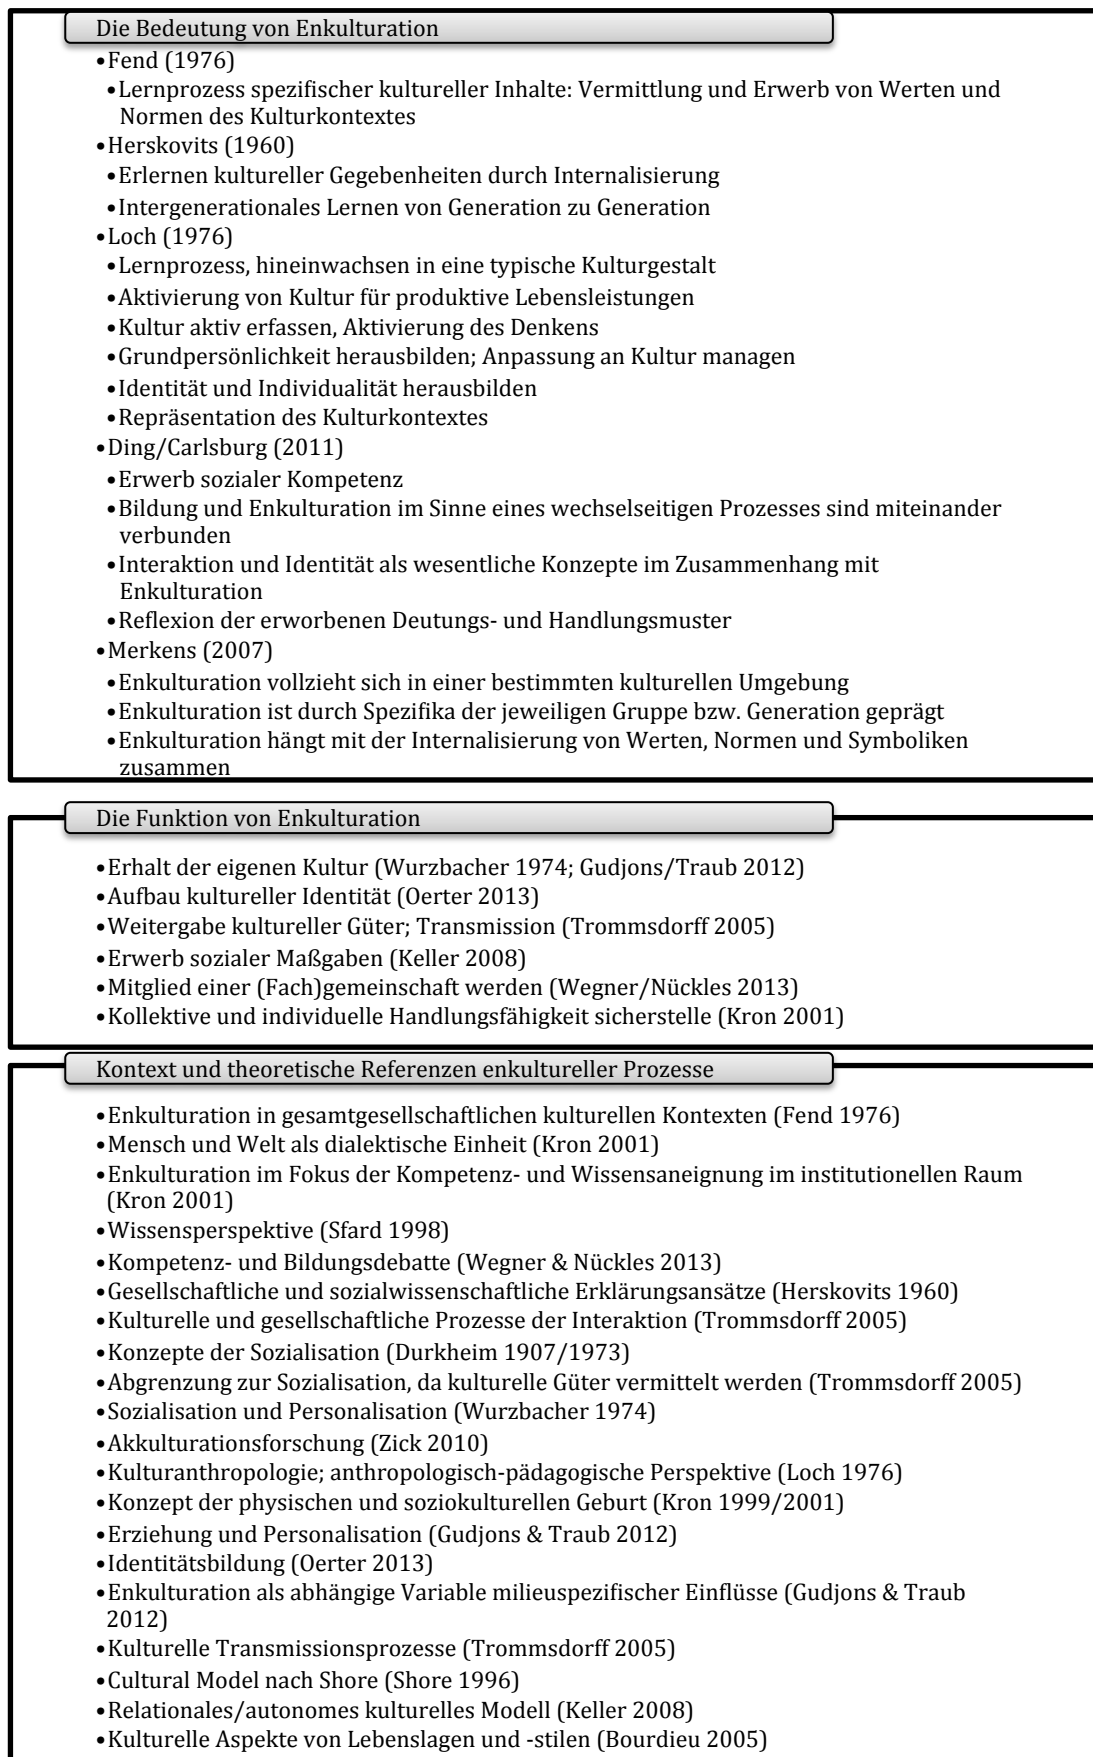 Die Bedeutung von Enkulturation
•Fend (1976)
•Lernprozess spezifischer kultureller Inhalte: Vermittlung und Erwerb von Werten und
Normen des Kulturkontextes
•Herskovits (1960)
•Erlernen kultureller Gegebenheiten durch Internalisierung
•Intergenerationales Lernen von Generation zu Generation
•Loch (1976)
•Lernprozess, hineinwachsen in eine typische Kulturgestalt
•Aktivierung von Kultur für produktive Lebensleistungen
•Kultur aktiv erfassen, Aktivierung des Denkens
•Grundpersönlichkeit herausbilden; Anpassung an Kultur managen
•Identität und Individualität herausbilden
•Repräsentation des Kulturkontextes
•Ding/Carlsburg (2011)
•Erwerb sozialer Kompetenz
•Bildung und Enkulturation im Sinne eines wechselseitigen Prozesses sind miteinander
verbunden
•Interaktion und Identität als wesentliche Konzepte im Zusammenhang mit
Enkulturation
•Reflexion der erworbenen Deutungs- und Handlungsmuster
•Merkens (2007)
•Enkulturation vollzieht sich in einer bestimmten kulturellen Umgebung
•Enkulturation ist durch Spezifika der jeweiligen Gruppe bzw. Generation geprägt
•Enkulturation hängt mit der Internalisierung von Werten, Normen und Symboliken
zusammen
Die Funktion von Enkulturation
•Erhalt der eigenen Kultur (Wurzbacher 1974; Gudjons/Traub 2012)
•Aufbau kultureller Identität (Oerter 2013)
•Weitergabe kultureller Güter; Transmission (Trommsdorff 2005)
•Erwerb sozialer Maßgaben (Keller 2008)
•Mitglied einer (Fach)gemeinschaft werden (Wegner/Nückles 2013)
•Kollektive und individuelle Handlungsfähigkeit sicherstelle (Kron 2001)
Kontext und theoretische Referenzen enkultureller Prozesse
•Enkulturation in gesamtgesellschaftlichen kulturellen Kontexten (Fend 1976)
•Mensch und Welt als dialektische Einheit (Kron 2001)
•Enkulturation im Fokus der Kompetenz- und Wissensaneignung im institutionellen Raum
(Kron 2001)
•Wissensperspektive (Sfard 1998)
•Kompetenz- und Bildungsdebatte (Wegner & Nückles 2013)
•Gesellschaftliche und sozialwissenschaftliche Erklärungsansätze (Herskovits 1960)
•Kulturelle und gesellschaftliche Prozesse der Interaktion (Trommsdorff 2005)
•Konzepte der Sozialisation (Durkheim 1907/1973)
•Abgrenzung zur Sozialisation, da kulturelle Güter vermittelt werden (Trommsdorff 2005)
•Sozialisation und Personalisation (Wurzbacher 1974)
•Akkulturationsforschung (Zick 2010)
•Kulturanthropologie; anthropologisch-pädagogische Perspektive (Loch 1976)
•Konzept der physischen und soziokulturellen Geburt (Kron 1999/2001)
•Erziehung und Personalisation (Gudjons & Traub 2012)
•Identitätsbildung (Oerter 2013)
•Enkulturation als abhängige Variable milieuspezifischer Einflüsse (Gudjons & Traub
2012)
•Kulturelle Transmissionsprozesse (Trommsdorff 2005)
•Cultural Model nach Shore (Shore 1996)
•Relationales/autonomes kulturelles Modell (Keller 2008)
•Kulturelle Aspekte von Lebenslagen und -stilen (Bourdieu 2005)